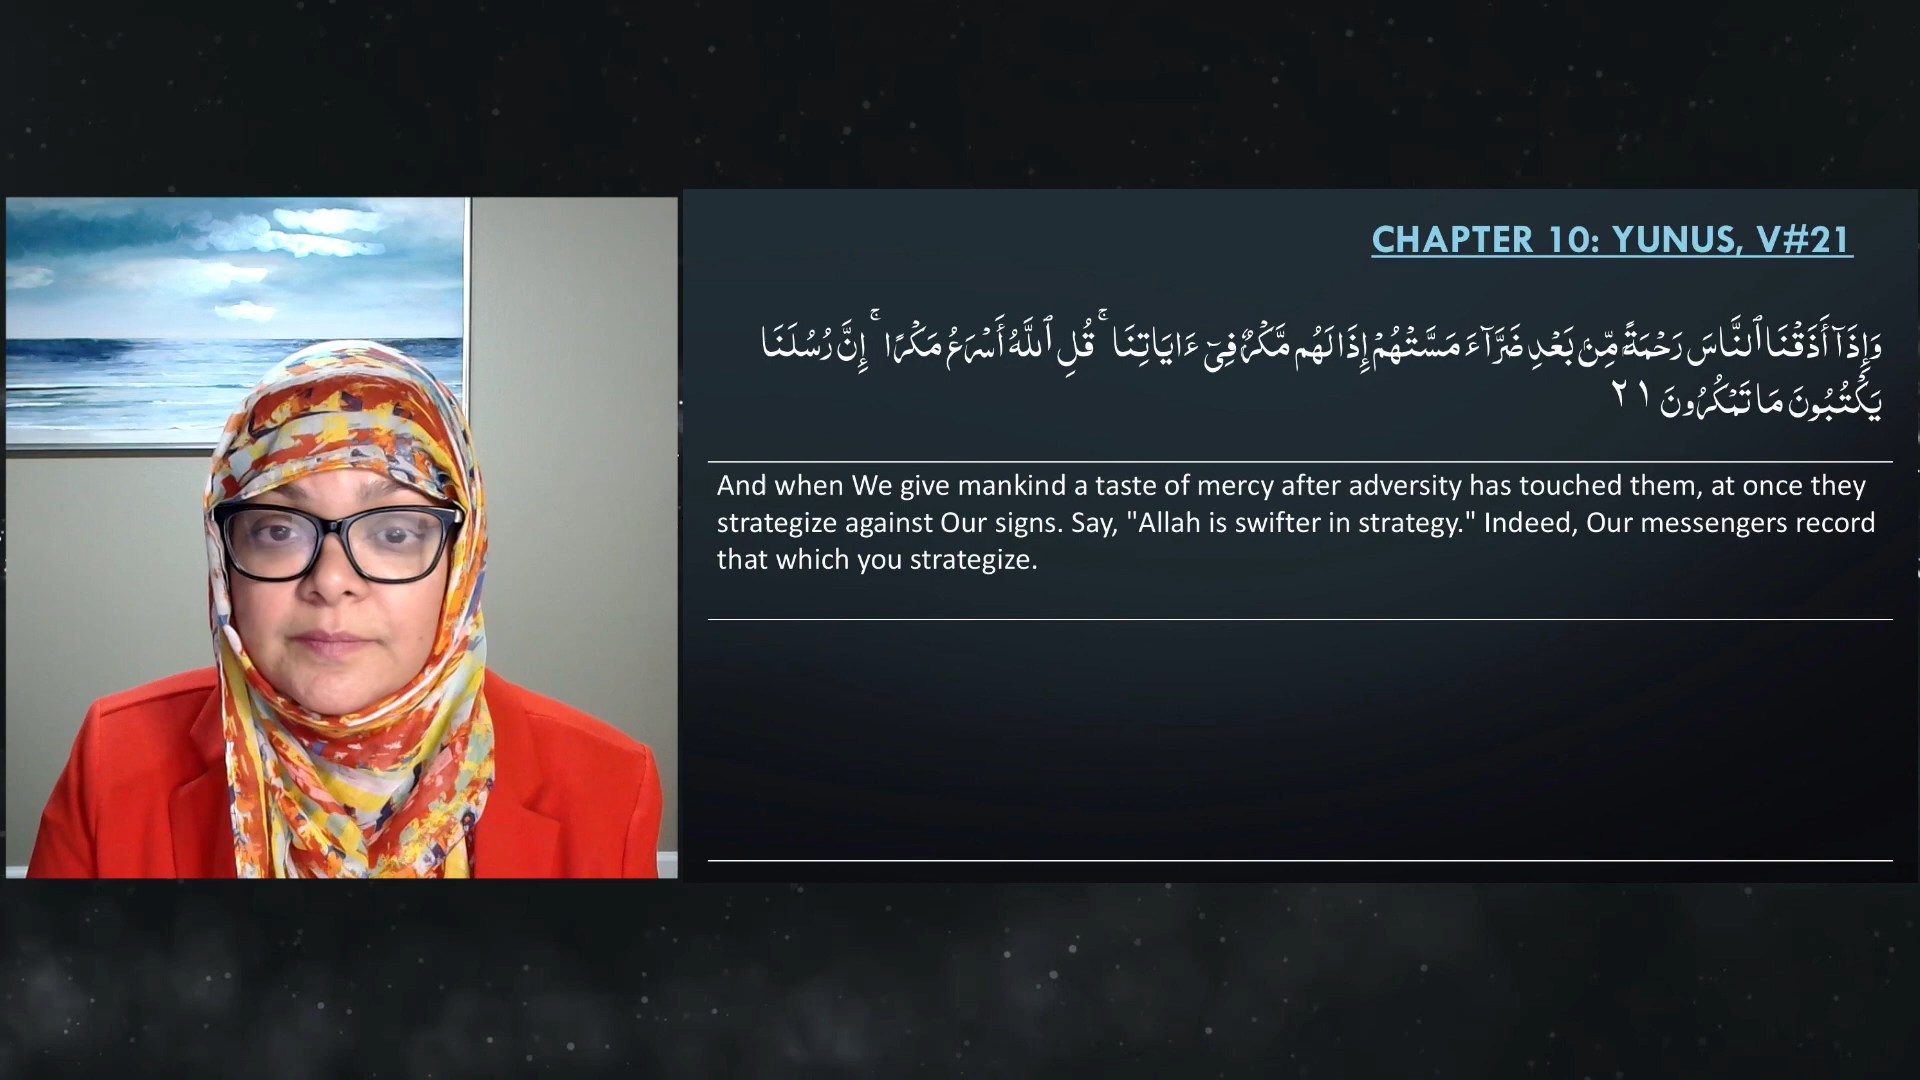 CHAPTER 10: YUNUS, V#21
وَإِذَآ أَذَقْنَا ٱلنَّاسَ رَحْمَةً مِّنۢ بَعْدِ ضَرَّآءَ مَسَّتْهُمْ إِذَا لَهُم مَّكْرٌ فِىٓ ءَايَاتِنَا ۚ قُلِ ٱللَّهُ أَسْرَعُ مَكْرًا ۚ إِنَّ رُسُلَنَا
يَكْتُبُونَ مَا تَمْكُرُونَ ٢١
And when We give mankind a taste of mercy after adversity has touched them, at once they
strategize against Our signs. Say, "Allah is swifter in strategy." Indeed, Our messengers record
that which you strategize.